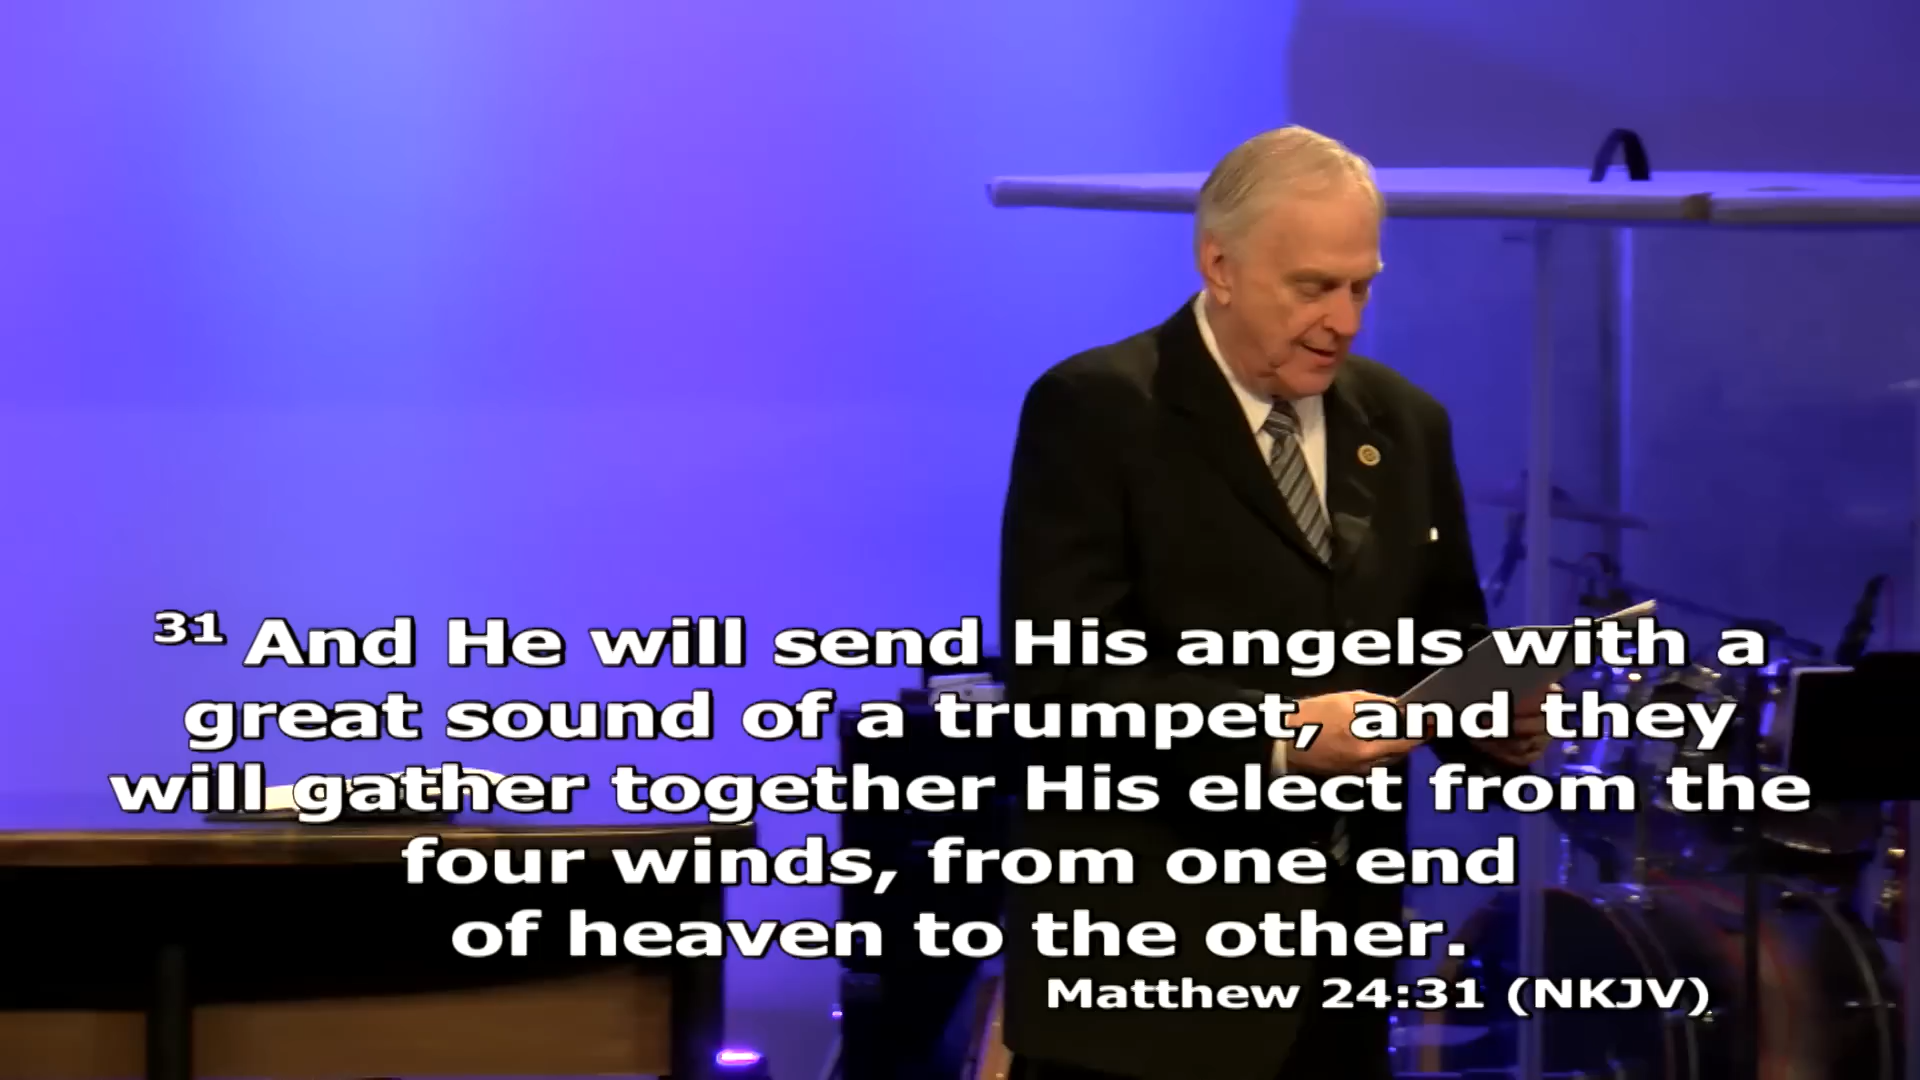 31 And He will send His angels with a
great sound of a trumpet, and they
will gather together His elect from the
four winds, from one end
of heaven to the other.
Matthew 24:31 (NKJV)